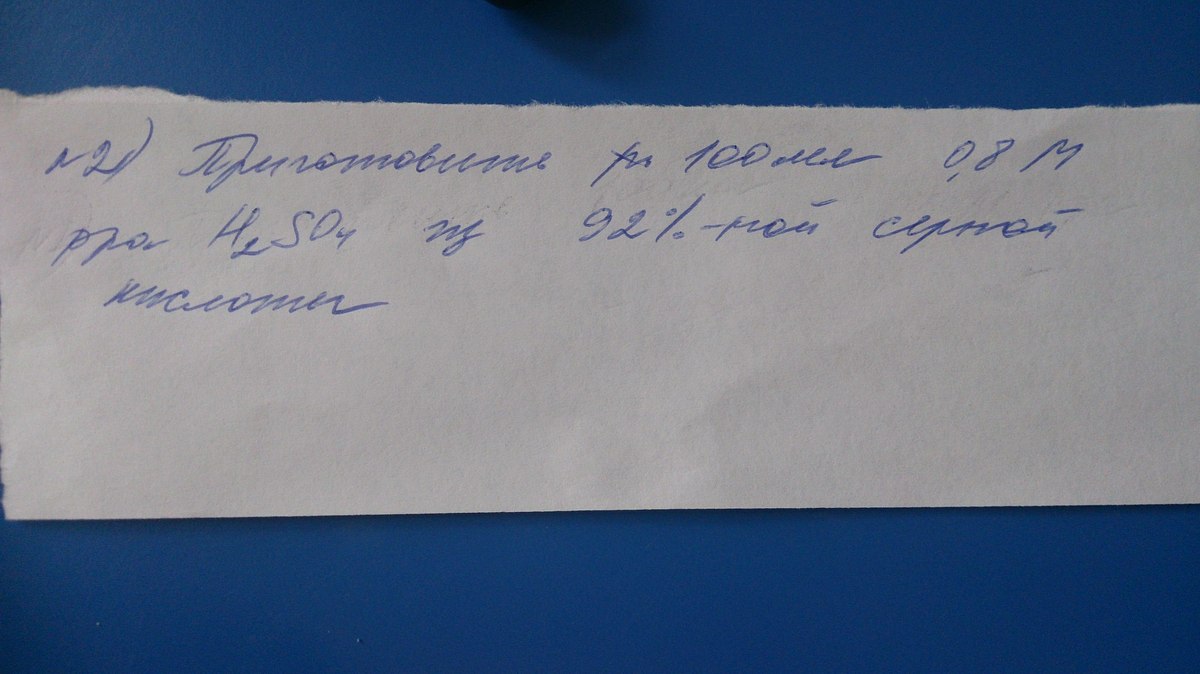 №2) Приготовить 100 мл 0,8 М
р-ра H₂SO₄ из 92%-ной серной
кислоты